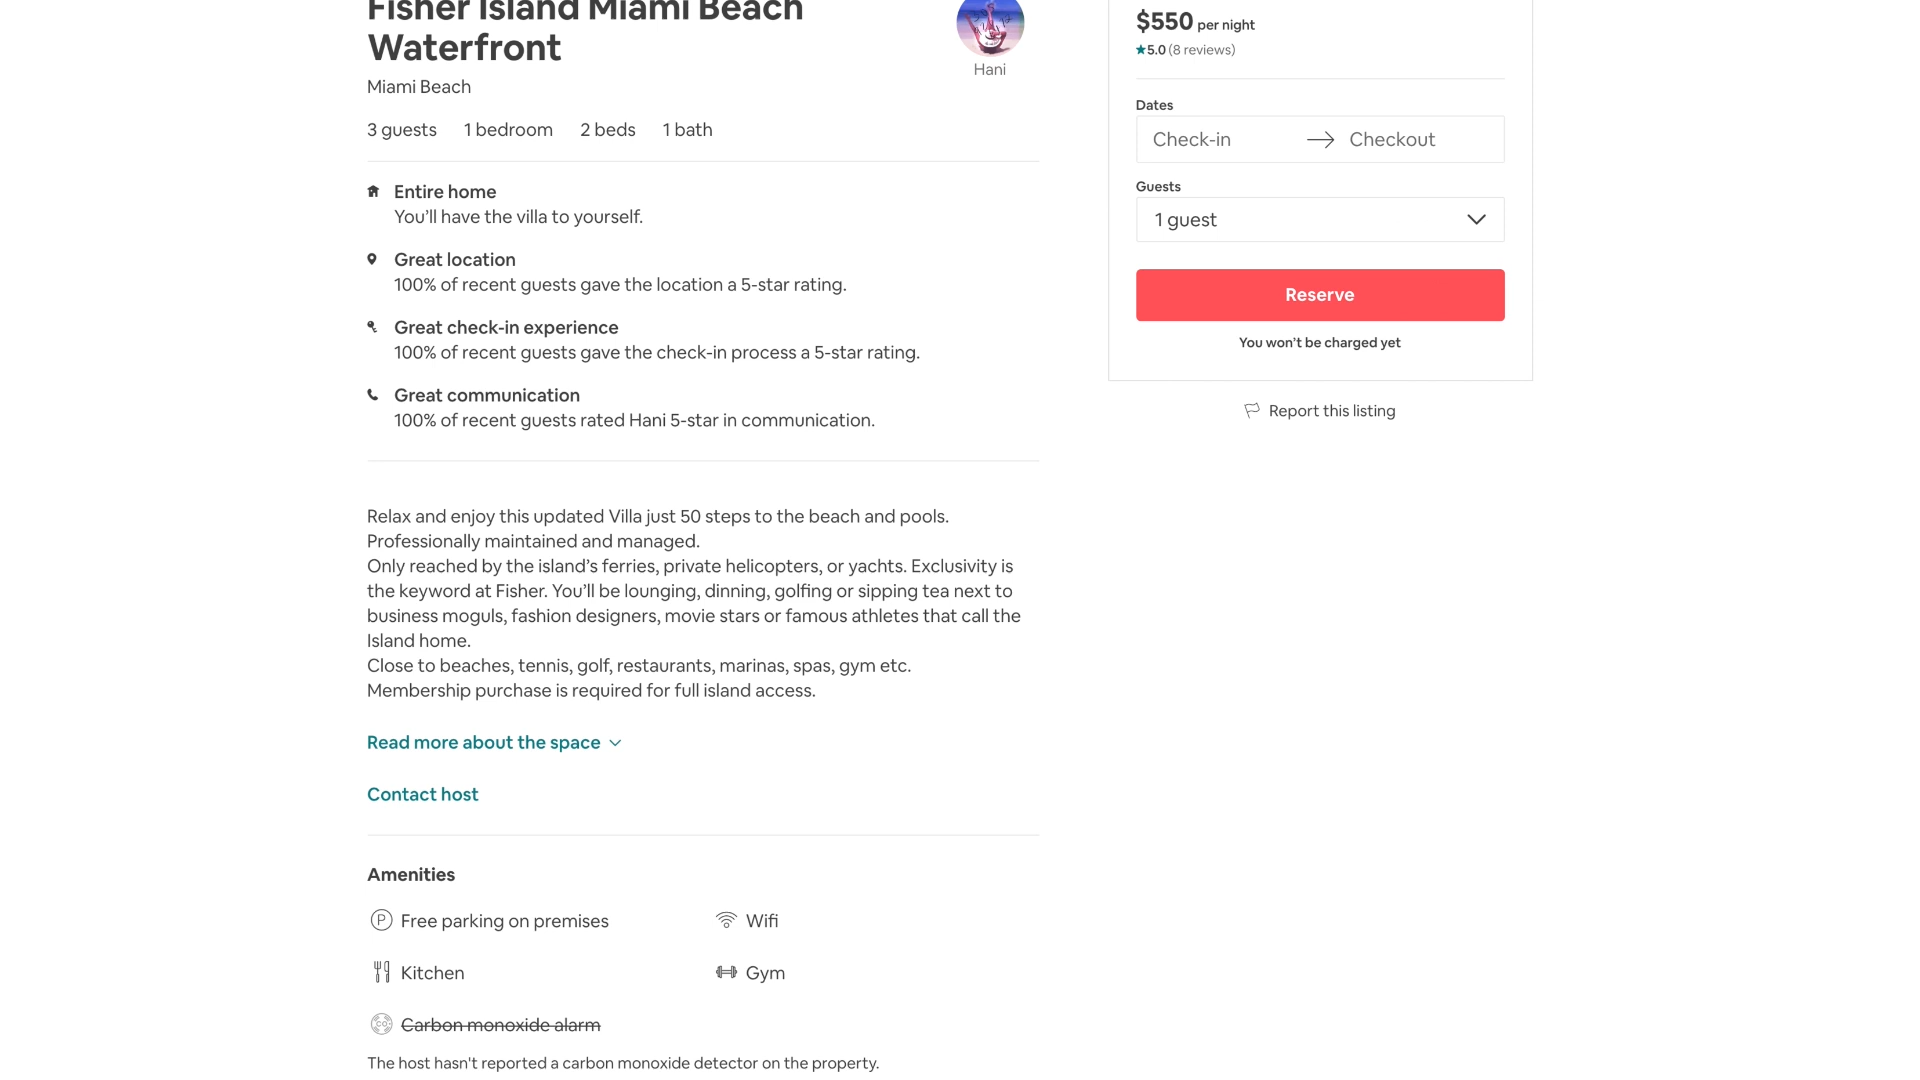 Fisher Island Miami Beach
Waterfront
Hani
Miami Beach
3 guests 1 bedroom 2 beds 1 bath
Entire home
You’ll have the villa to yourself.
Great location
100% of recent guests gave the location a 5-star rating.
Great check-in experience
100% of recent guests gave the check-in process a 5-star rating.
Great communication
100% of recent guests rated Hani 5-star in communication.
Relax and enjoy this updated Villa just 50 steps to the beach and pools.
Professionally maintained and managed.
Only reached by the island’s ferries, private helicopters, or yachts. Exclusivity is
the keyword at Fisher. You’ll be lounging, dinning, golfing or sipping tea next to
business moguls, fashion designers, movie stars or famous athletes that call the
Island home.
Close to beaches, tennis, golf, restaurants, marinas, spas, gym etc.
Membership purchase is required for full island access.
Read more about the space
Contact host
Amenities
Free parking on premises Wifi
Kitchen Gym
Carbon monoxide alarm
The host hasn't reported a carbon monoxide detector on the property.
$550 per night
5.0 (8 reviews)
Dates
Check-in Checkout
Guests
1 guest
Reserve
You won’t be charged yet
Report this listing